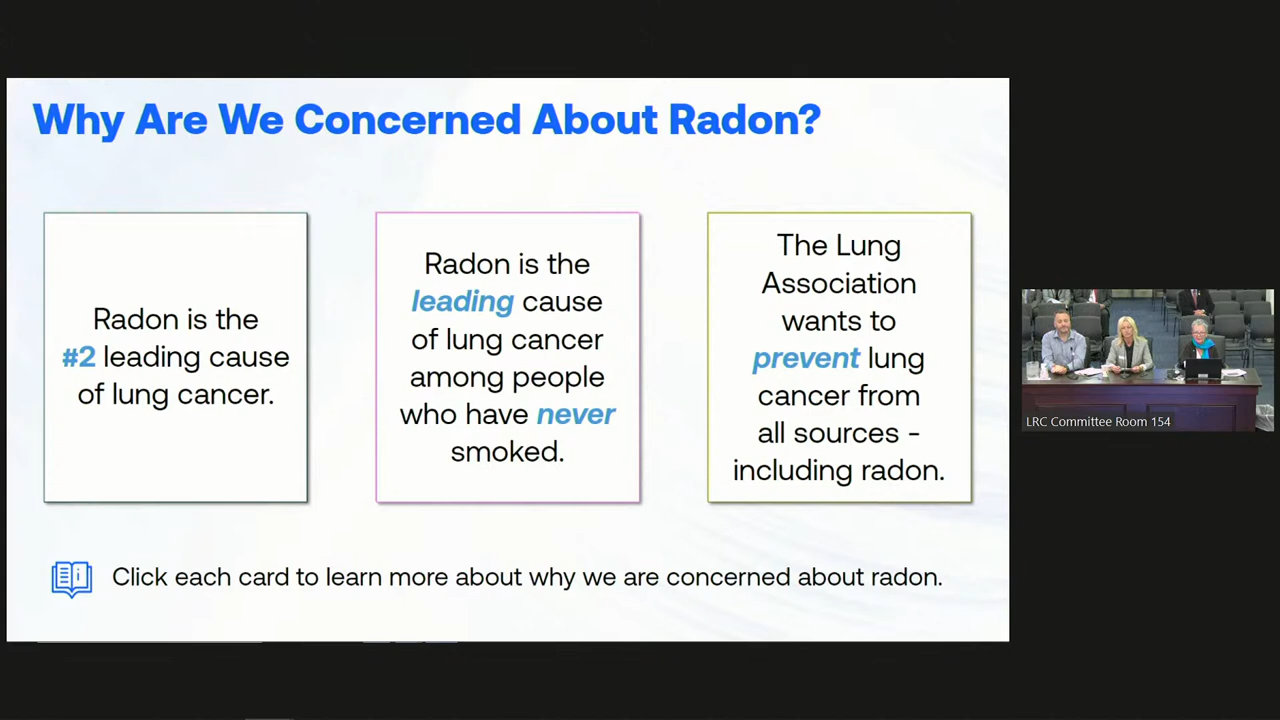 Why Are We Concerned About Radon?
Radon is the
#2 leading cause
of lung cancer.
Radon is the
leading cause
of lung cancer
among people
who have never
smoked.
The Lung
Association
wants to
prevent lung
cancer from
all sources -
including radon.
Click each card to learn more about why we are concerned about radon.
LRC Committee Room 154